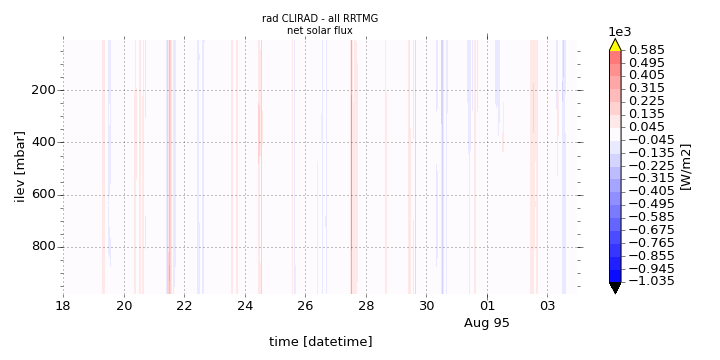 rad CLIRAD - all RRTMG
net solar flux
1e3
0.585
0.495
0.405
0.315
0.225
0.135
0.045
−0.045
−0.135
−0.225
−0.315
−0.405
−0.495
−0.585
−0.675
−0.765
−0.855
−0.945
−1.035
[W/m2]
ilev [mbar]
200
400
600
800
18 20 22 24 26 28 30 01 03
Aug 95
time [datetime]